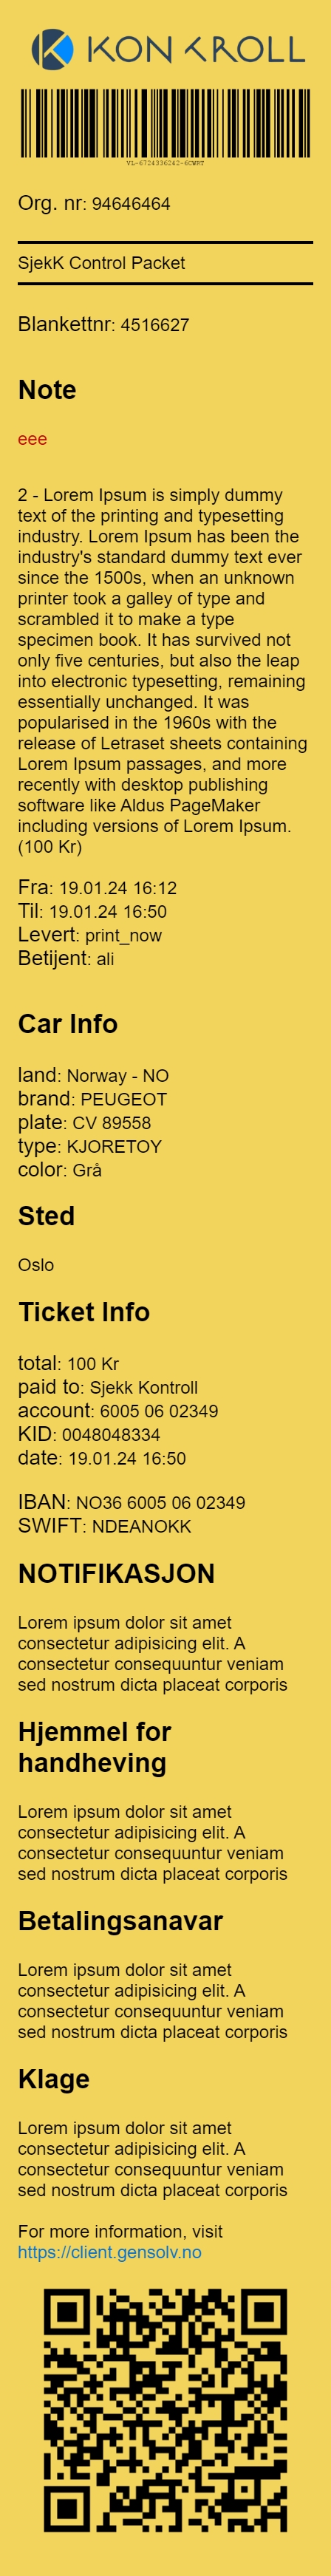 KONTROLL
VL-6724336242-6CWRT
Org. nr: 94646464
SjekK Control Packet
Blankettnr: 4516627
Note
eee
2 - Lorem Ipsum is simply dummy
text of the printing and typesetting
industry. Lorem Ipsum has been the
industry's standard dummy text ever
since the 1500s, when an unknown
printer took a galley of type and
scrambled it to make a type
specimen book. It has survived not
only five centuries, but also the leap
into electronic typesetting, remaining
essentially unchanged. It was
popularised in the 1960s with the
release of Letraset sheets containing
Lorem Ipsum passages, and more
recently with desktop publishing
software like Aldus PageMaker
including versions of Lorem Ipsum.
(100 Kr)
Fra: 19.01.24 16:12
Til: 19.01.24 16:50
Levert: print_now
Betijent: ali
Car Info
land: Norway - NO
brand: PEUGEOT
plate: CV 89558
type: KJORETOY
color: Grå
Sted
Oslo
Ticket Info
total: 100 Kr
paid to: Sjekk Kontroll
account: 6005 06 02349
KID: 0048048334
date: 19.01.24 16:50
IBAN: NO36 6005 06 02349
SWIFT: NDEANOKK
NOTIFIKASJON
Lorem ipsum dolor sit amet
consectetur adipisicing elit. A
consectetur consequuntur veniam
sed nostrum dicta placeat corporis
Hjemmel for
handheving
Lorem ipsum dolor sit amet
consectetur adipisicing elit. A
consectetur consequuntur veniam
sed nostrum dicta placeat corporis
Betalingsanavar
Lorem ipsum dolor sit amet
consectetur adipisicing elit. A
consectetur consequuntur veniam
sed nostrum dicta placeat corporis
Klage
Lorem ipsum dolor sit amet
consectetur adipisicing elit. A
consectetur consequuntur veniam
sed nostrum dicta placeat corporis
For more information, visit
https://client.gensolv.no